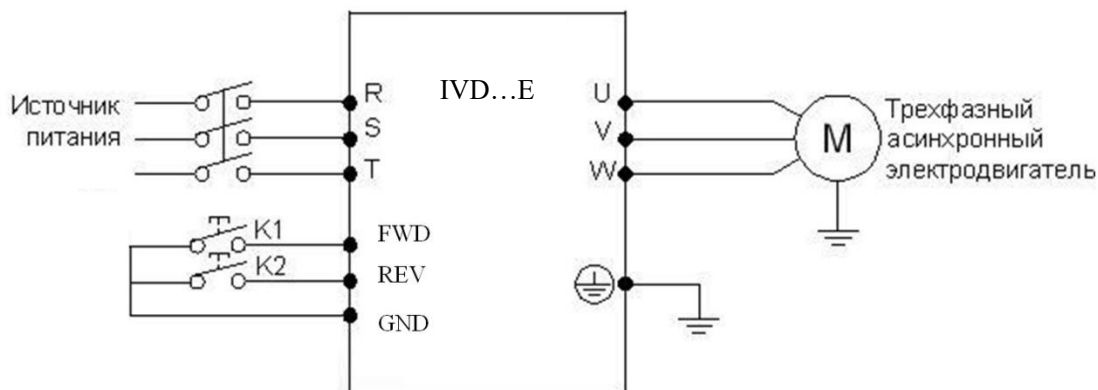 IVD…E
Источник
питания
R
S
T
U
V
W
M
Трехфазный
асинхронный
электродвигатель
K1
K2
FWD
REV
GND